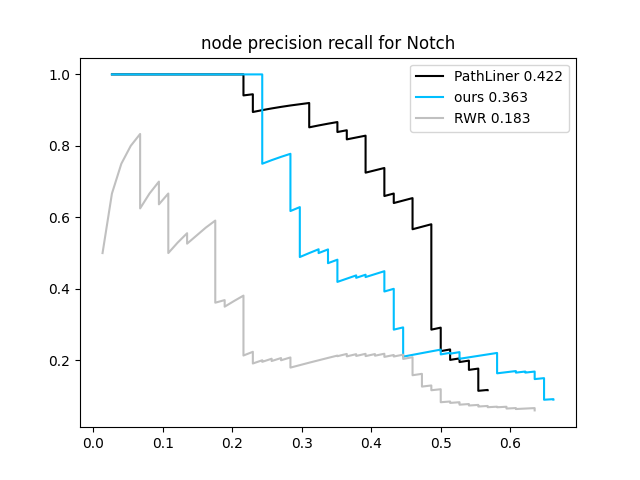 node precision recall for Notch
PathLiner 0.422
ours 0.363
RWR 0.183
1.0
0.8
0.6
0.4
0.2
0.0 0.1 0.2 0.3 0.4 0.5 0.6